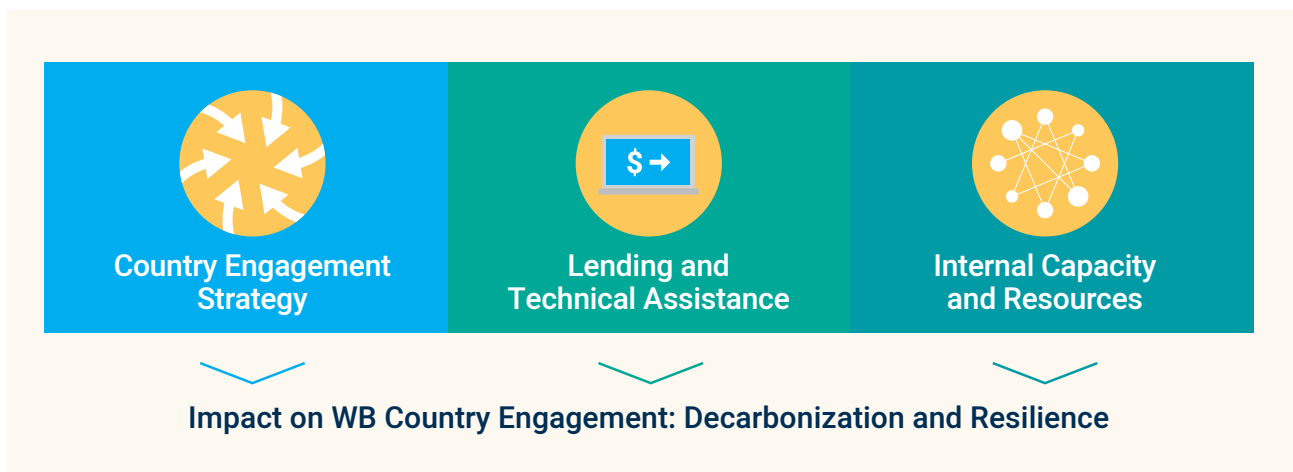 $
Country Engagement
Strategy
Lending and
Technical Assistance
Internal Capacity
and Resources
Impact on WB Country Engagement: Decarbonization and Resilience